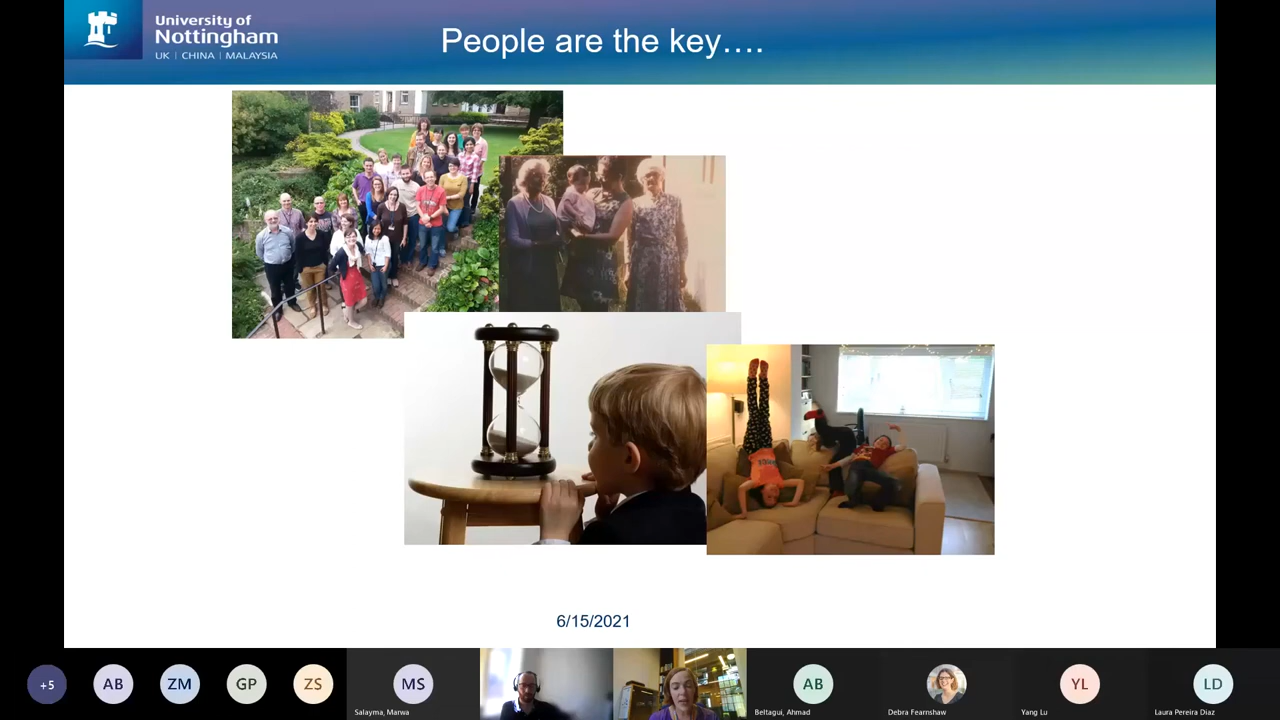 University of
Nottingham
UK | CHINA | MALAYSIA
People are the key….
6/15/2021
+5
AB
ZM
GP
ZS
MS
AB
YL
LD
Salayma, Marwa
Beltagui, Ahmad
Debra Fearnshaw
Yang Lu
Laura Pereira Diaz